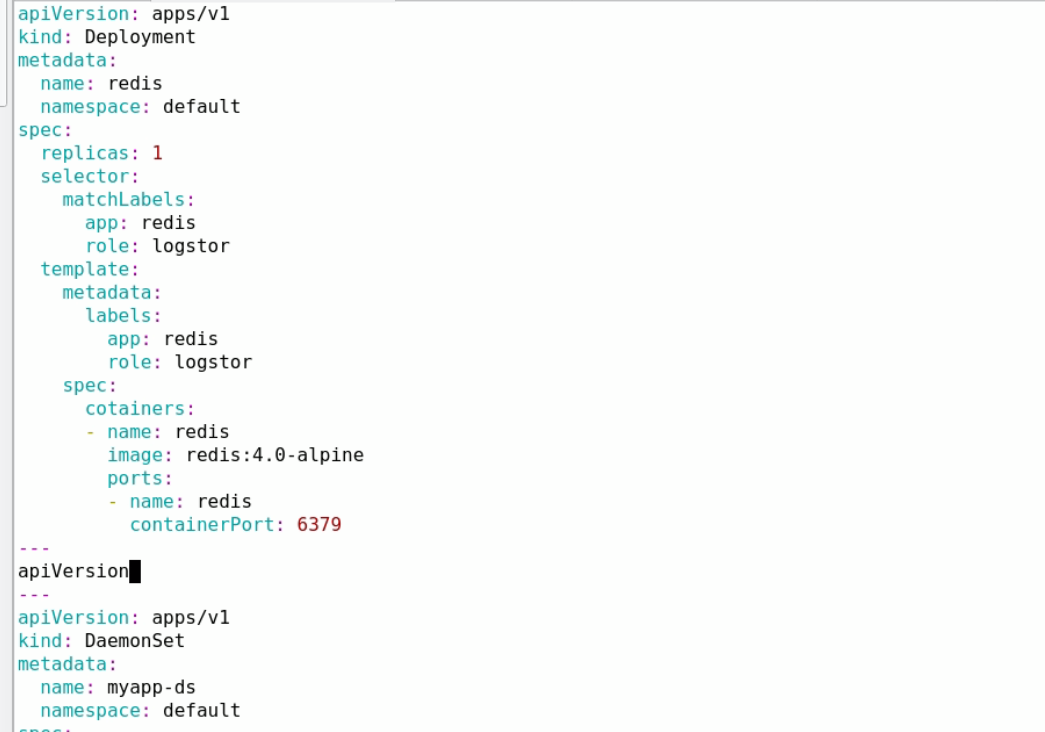 apiVersion: apps/v1
kind: Deployment
metadata:
  name: redis
  namespace: default
spec:
  replicas: 1
  selector:
    matchLabels:
      app: redis
      role: logstor
  template:
    metadata:
      labels:
        app: redis
        role: logstor
    spec:
      cotainers:
      - name: redis
        image: redis:4.0-alpine
        ports:
        - name: redis
          containerPort: 6379
---
apiVersion
---
apiVersion: apps/v1
kind: DaemonSet
metadata:
  name: myapp-ds
  namespace: default
spec: